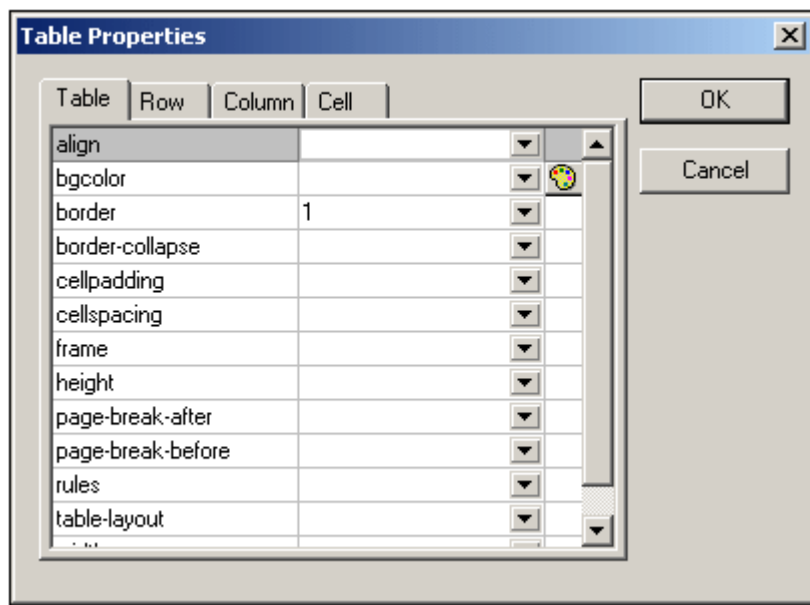 Table Properties
Table Row Column Cell
OK
Cancel
align
bgcolor
border 1
border-collapse
cellpadding
cellspacing
frame
height
page-break-after
page-break-before
rules
table-layout